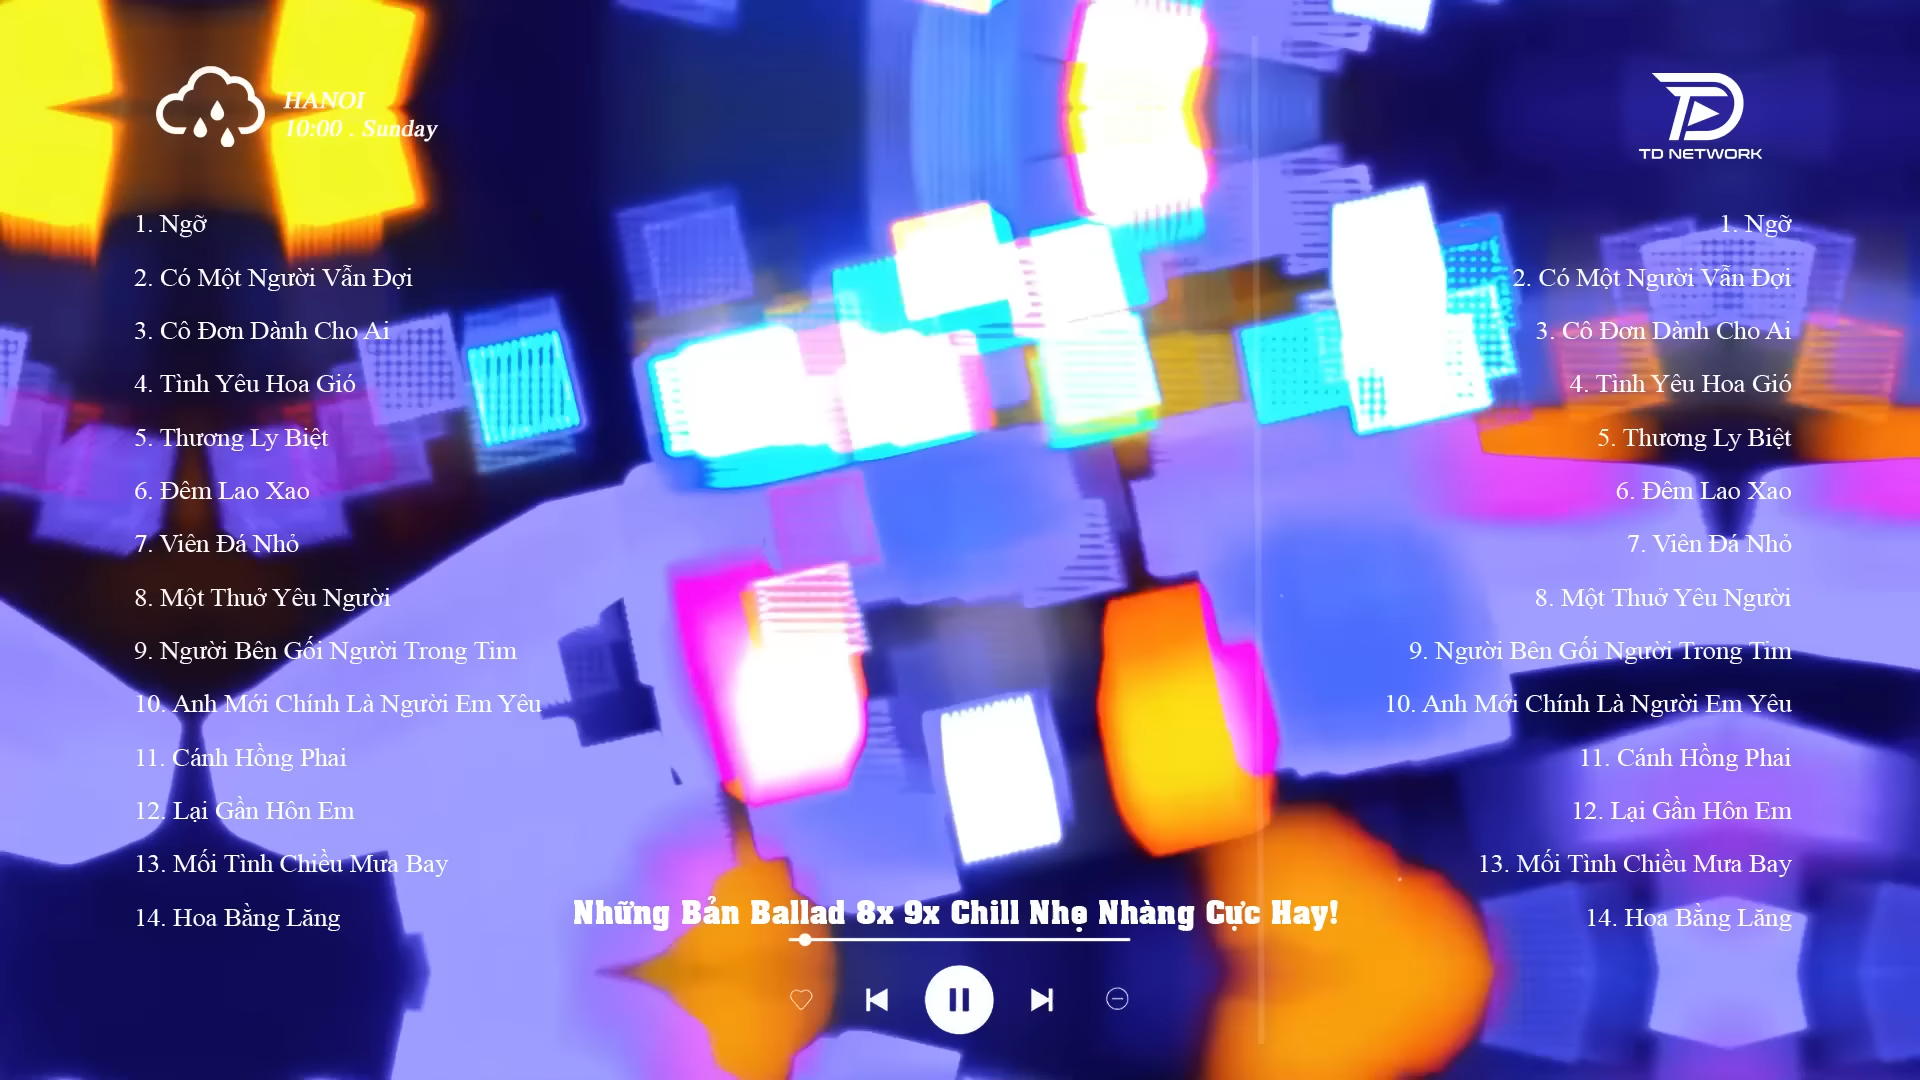 HANOI
10:00 . Sunday
TD NETWORK
1. Ngỡ
2. Có Một Người Vẫn Đợi
3. Cô Đơn Dành Cho Ai
4. Tình Yêu Hoa Gió
5. Thương Ly Biệt
6. Đêm Lao Xao
7. Viên Đá Nhỏ
8. Một Thuở Yêu Người
9. Người Bên Gối Người Trong Tim
10. Anh Mới Chính Là Người Em Yêu
11. Cánh Hồng Phai
12. Lại Gần Hôn Em
13. Mối Tình Chiều Mưa Bay
14. Hoa Bằng Lăng
1. Ngỡ
2. Có Một Người Vẫn Đợi
3. Cô Đơn Dành Cho Ai
4. Tình Yêu Hoa Gió
5. Thương Ly Biệt
6. Đêm Lao Xao
7. Viên Đá Nhỏ
8. Một Thuở Yêu Người
9. Người Bên Gối Người Trong Tim
10. Anh Mới Chính Là Người Em Yêu
11. Cánh Hồng Phai
12. Lại Gần Hôn Em
13. Mối Tình Chiều Mưa Bay
14. Hoa Bằng Lăng
Những Bản Ballad 8x 9x Chill Nhẹ Nhàng Cực Hay!